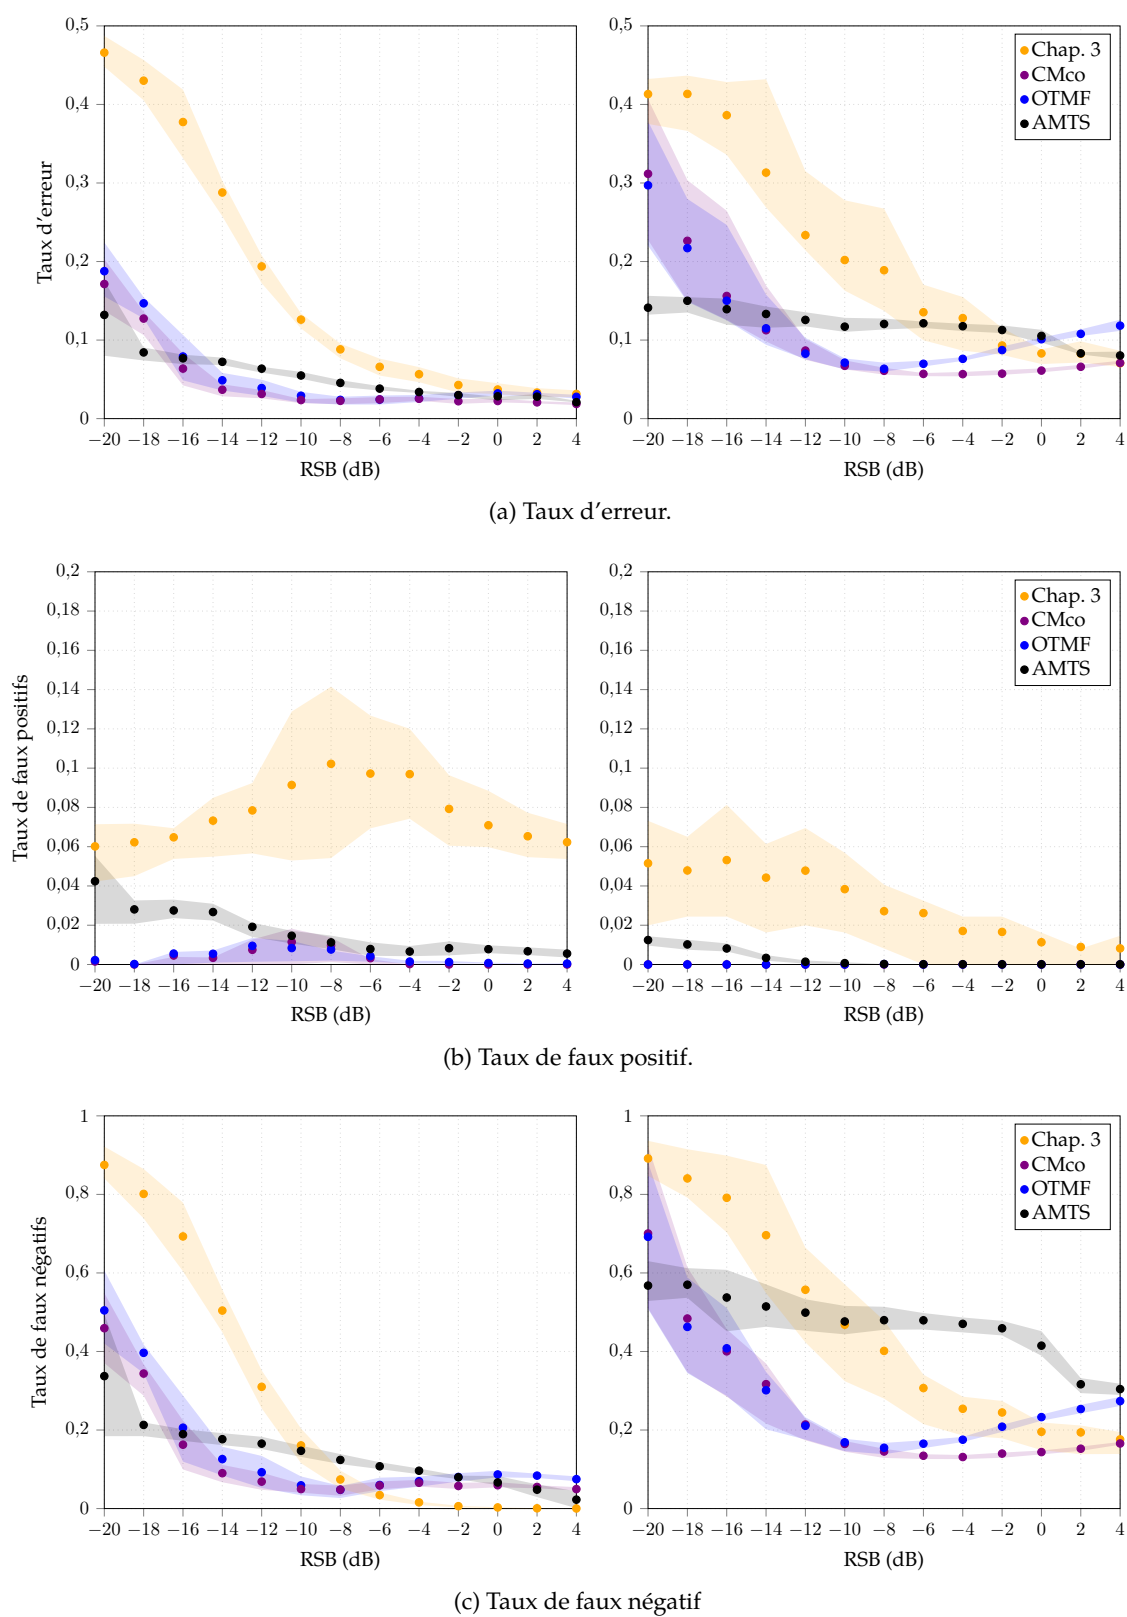 0,5
0,4
0,3
0,2
0,1
0
Taux d'erreur
−20 −18 −16 −14 −12 −10 −8 −6 −4 −2 0 2 4
RSB (dB)
0,5
0,4
0,3
0,2
0,1
0
−20 −18 −16 −14 −12 −10 −8 −6 −4 −2 0 2 4
RSB (dB)
Chap. 3
CMco
OTMF
AMTS
(a) Taux d'erreur.
0,2
0,18
0,16
0,14
0,12
0,1
0,08
0,06
0,04
0,02
0
Taux de faux positifs
−20 −18 −16 −14 −12 −10 −8 −6 −4 −2 0 2 4
RSB (dB)
0,2
0,18
0,16
0,14
0,12
0,1
0,08
0,06
0,04
0,02
0
−20 −18 −16 −14 −12 −10 −8 −6 −4 −2 0 2 4
RSB (dB)
Chap. 3
CMco
OTMF
AMTS
(b) Taux de faux positif.
1
0,8
0,6
0,4
0,2
0
Taux de faux négatifs
−20 −18 −16 −14 −12 −10 −8 −6 −4 −2 0 2 4
RSB (dB)
1
0,8
0,6
0,4
0,2
0
−20 −18 −16 −14 −12 −10 −8 −6 −4 −2 0 2 4
RSB (dB)
Chap. 3
CMco
OTMF
AMTS
(c) Taux de faux négatif